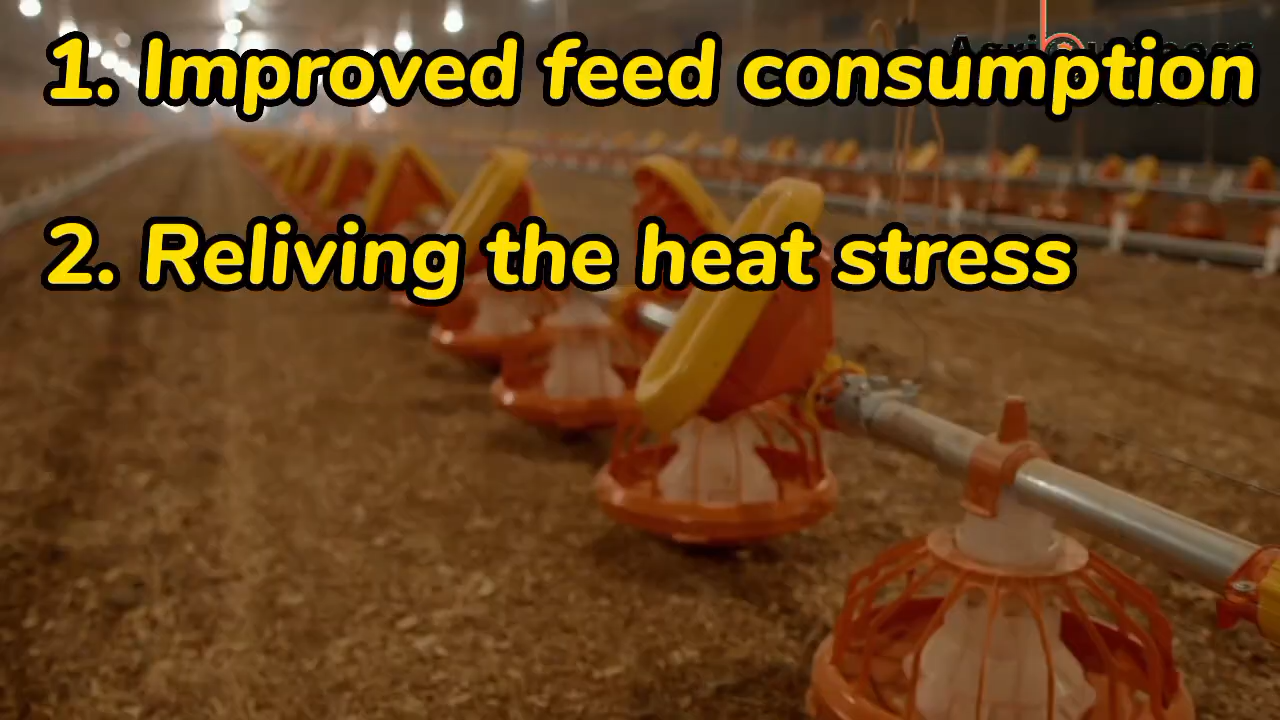 1. Improved feed consumption
2. Reliving the heat stress